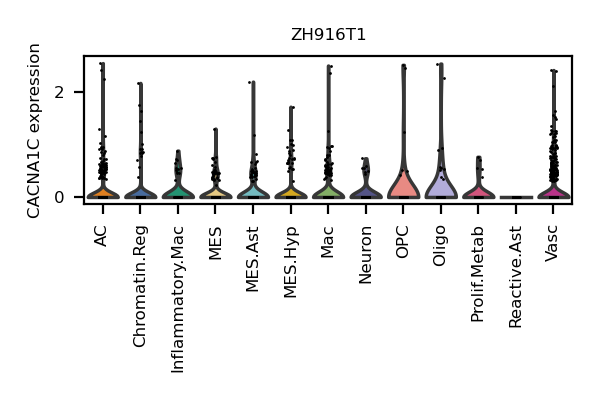 ZH916T1
CACNA1C expression
2
0
AC
Chromatin.Reg
Inflammatory.Mac
MES
MES.Ast
MES.Hyp
Mac
Neuron
OPC
Oligo
Prolif.Metab
Reactive.Ast
Vasc